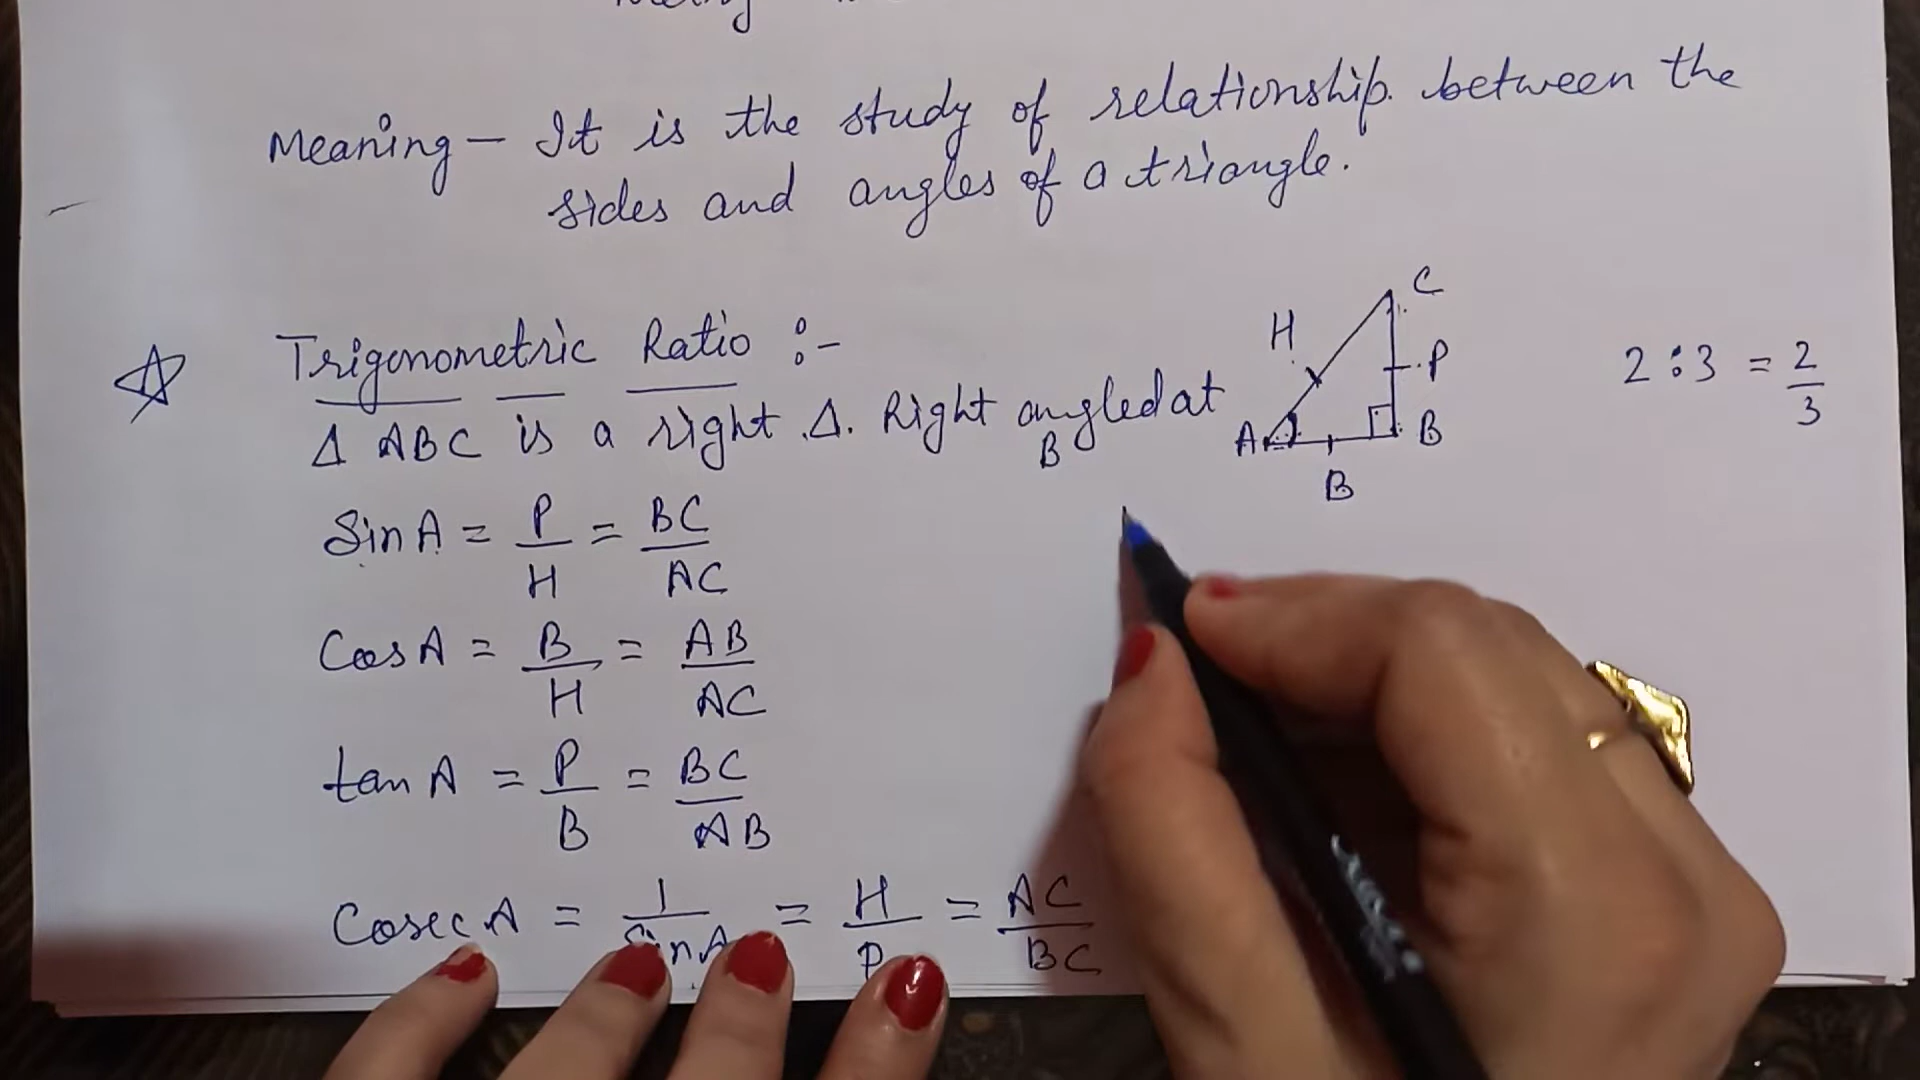 Meaning - It is the study of relationship between the
sides and angles of a triangle.
Trigonometric Ratio :-
Δ ABC is a right Δ. Right angled at
B
C
H
P
A
B
B
2:3 = 2/3
Sin A = P/H = BC/AC
Cos A = B/H = AB/AC
tan A = P/B = BC/AB
Cosec A = 1/sin A = H/P = AC/BC